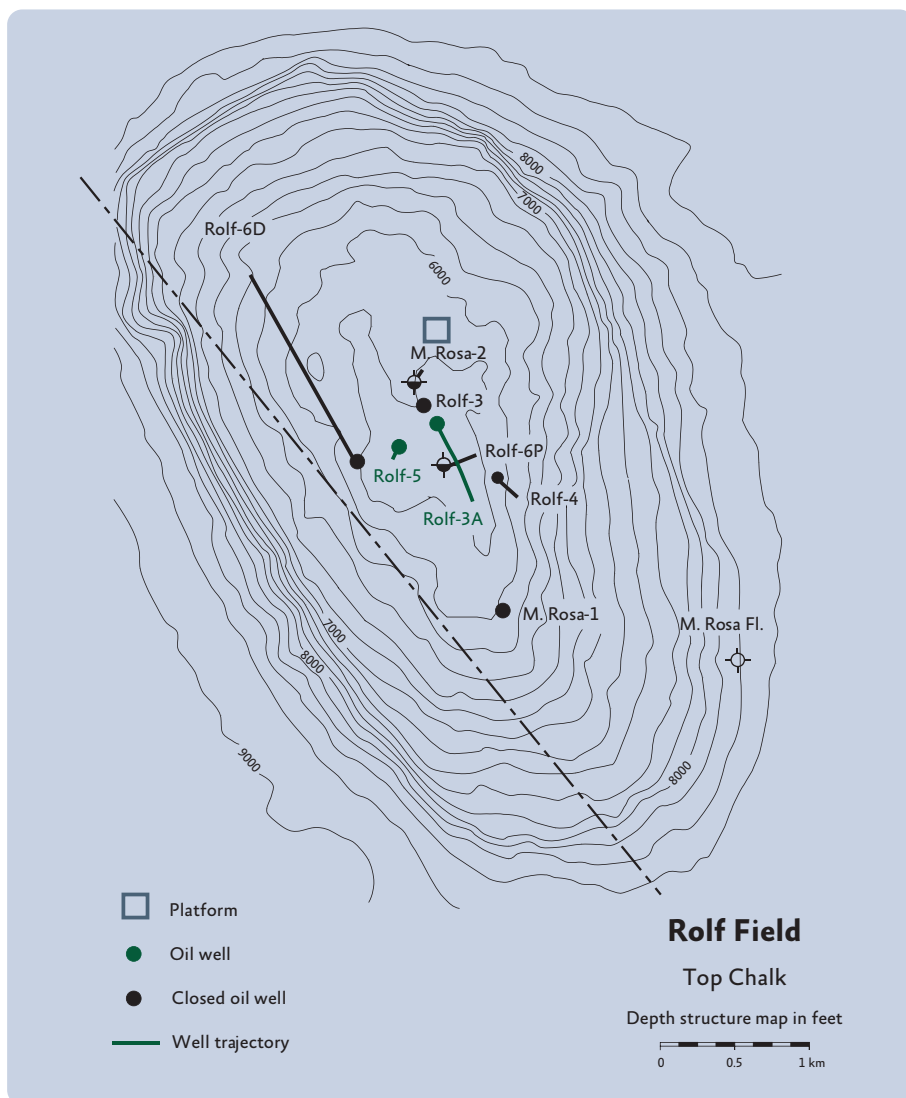 8000
7000
Rolf-6D
6000
M. Rosa-2
Rolf-3
Rolf-6P
Rolf-5
Rolf-4
Rolf-3A
M. Rosa-1
M. Rosa Fl.
7000
8000
9000
8000
Platform
Oil well
Closed oil well
Well trajectory
Rolf Field
Top Chalk
Depth structure map in feet
0 0.5 1 km